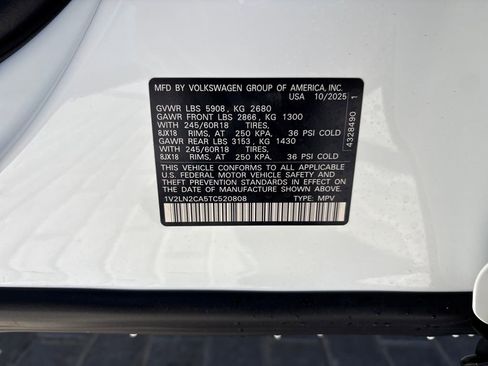 MFD BY VOLKSWAGEN GROUP OF AMERICA, INC.
USA 10/2025
GVWR LBS 5908, KG 2680
GAWR FRONT LBS 2866, KG 1300
WITH 245/60R18 TIRES,
8JX18 RIMS, AT 250 KPA, 36 PSI COLD
GAWR REAR LBS 3153, KG 1430
WITH 245/60R18 TIRES,
8JX18 RIMS, AT 250 KPA, 36 PSI COLD
THIS VEHICLE CONFORMS TO ALL APPLICABLE
U.S. FEDERAL MOTOR VEHICLE SAFETY AND
THEFT PREVENTION STANDARDS IN EFFECT ON
THE DATE OF MANUFACTURE SHOWN ABOVE.
1V2LN2CA5TC520808 TYPE: MPV
4328490 1